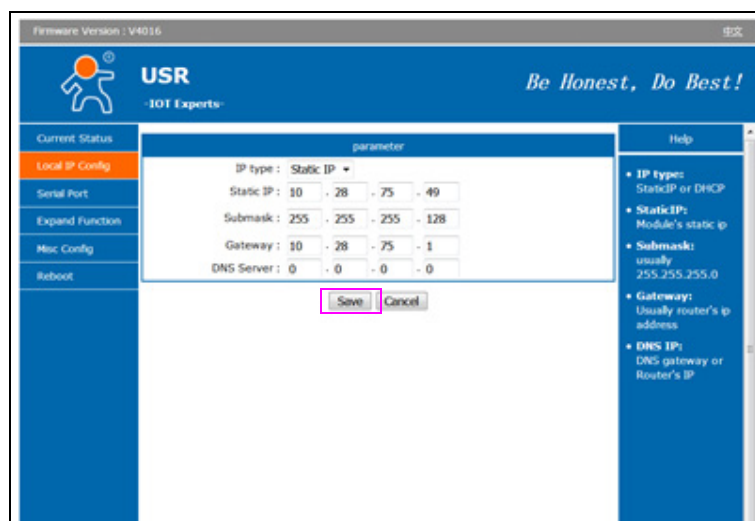 Firmware Version : V4016
中文
®
USR
-IOT Experts-
Be Honest, Do Best!
Current Status
Local IP Config
Serial Port
Expand Function
Misc Config
Reboot
parameter
IP type : Static IP
Static IP : 10 . 28 . 75 . 49
Submask : 255 . 255 . 255 . 128
Gateway : 10 . 28 . 75 . 1
DNS Server : 0 . 0 . 0 . 0
Save Cancel
Help
• IP type:
StaticIP or DHCP
• StaticIP:
Module's static ip
• Submask:
usually
255.255.255.0
• Gateway:
Usually router's ip
address
• DNS IP:
DNS gateway or
Router's IP